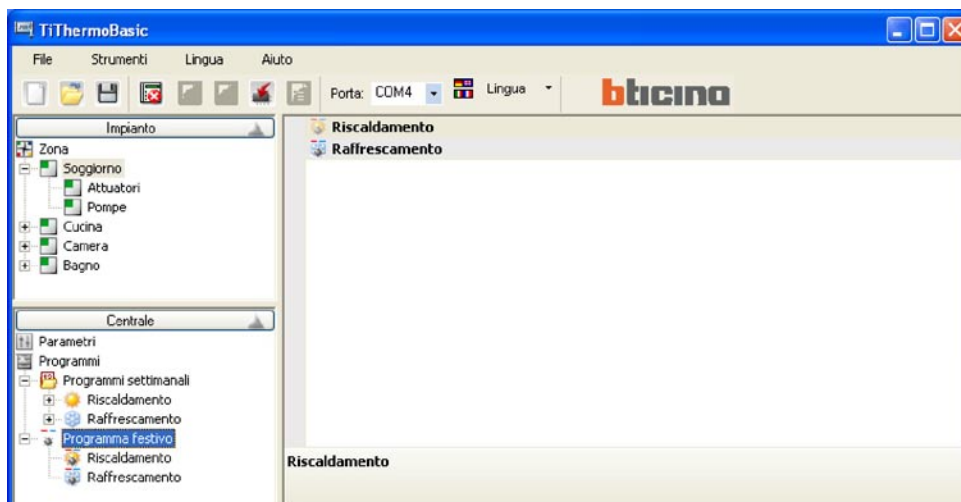 TiThermoBasic
File Strumenti Lingua Aiuto
Porta: COM4 Lingua bticino
Impianto
Zona
Soggiorno
Attuatori
Pompe
Cucina
Camera
Bagno
Centrale
Parametri
Programmi
Programmi settimanali
Riscaldamento
Raffrescamento
Programma festivo
Riscaldamento
Raffrescamento
Riscaldamento
Raffrescamento
Riscaldamento